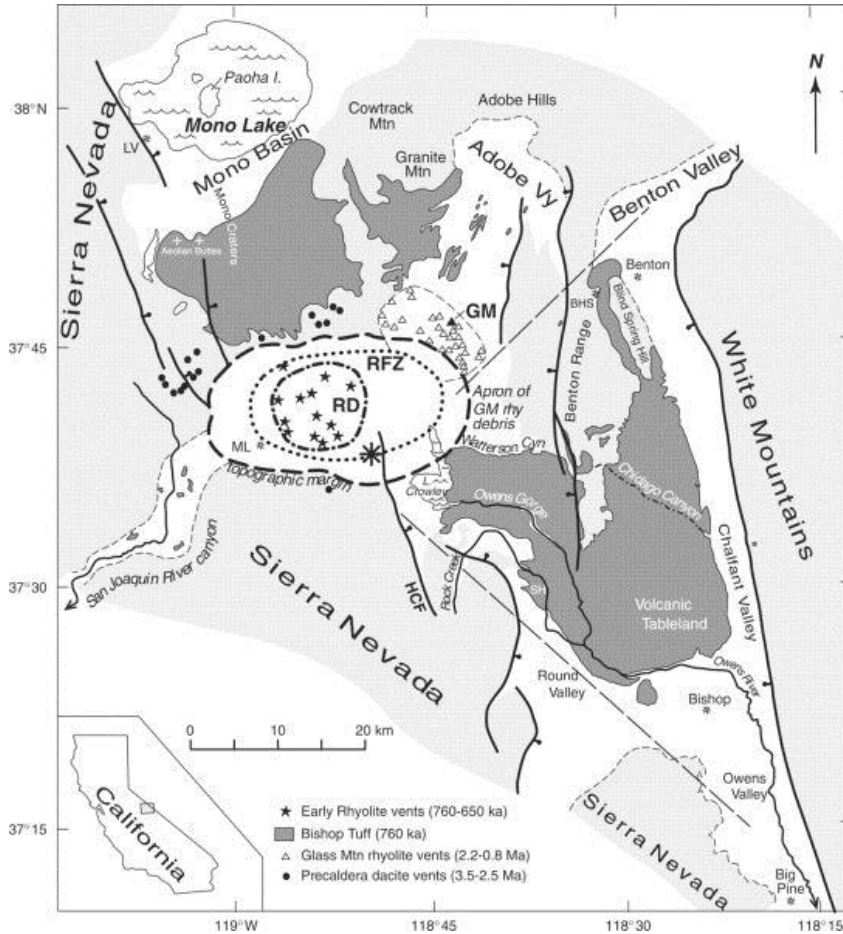 38°N
37°45
37°30
37°15
119°W
118°45
118°30
118°15
N
Paoha I.
Mono Lake
LV
Mono Basin
Sierra Nevada
Cowtrack
Mtn
Granite
Mtn
Adobe Hills
Adobe Vy
Benton Valley
Mono Craters
Aeolian Buttes
GM
BHS
Benton
Blind Spring Hill
Benton Range
White Mountains
RFZ
RD
ML
topographic margin
Apron of
GM rhy
debris
Watterson Cyn
L.
Crowley
Owens Gorge
Chidago Canyon
Chalfant Valley
San Joaquin River canyon
Sierra Nevada
HCF
Rock Creek
BH
Volcanic
Tableland
Round
Valley
Owens River
Bishop
Owens
Valley
Sierra Nevada
Big
Pine
0 10 20 km
California
Early Rhyolite vents (760-650 ka)
Bishop Tuff (760 ka)
Glass Mtn rhyolite vents (2.2-0.8 Ma)
Precaldera dacite vents (3.5-2.5 Ma)